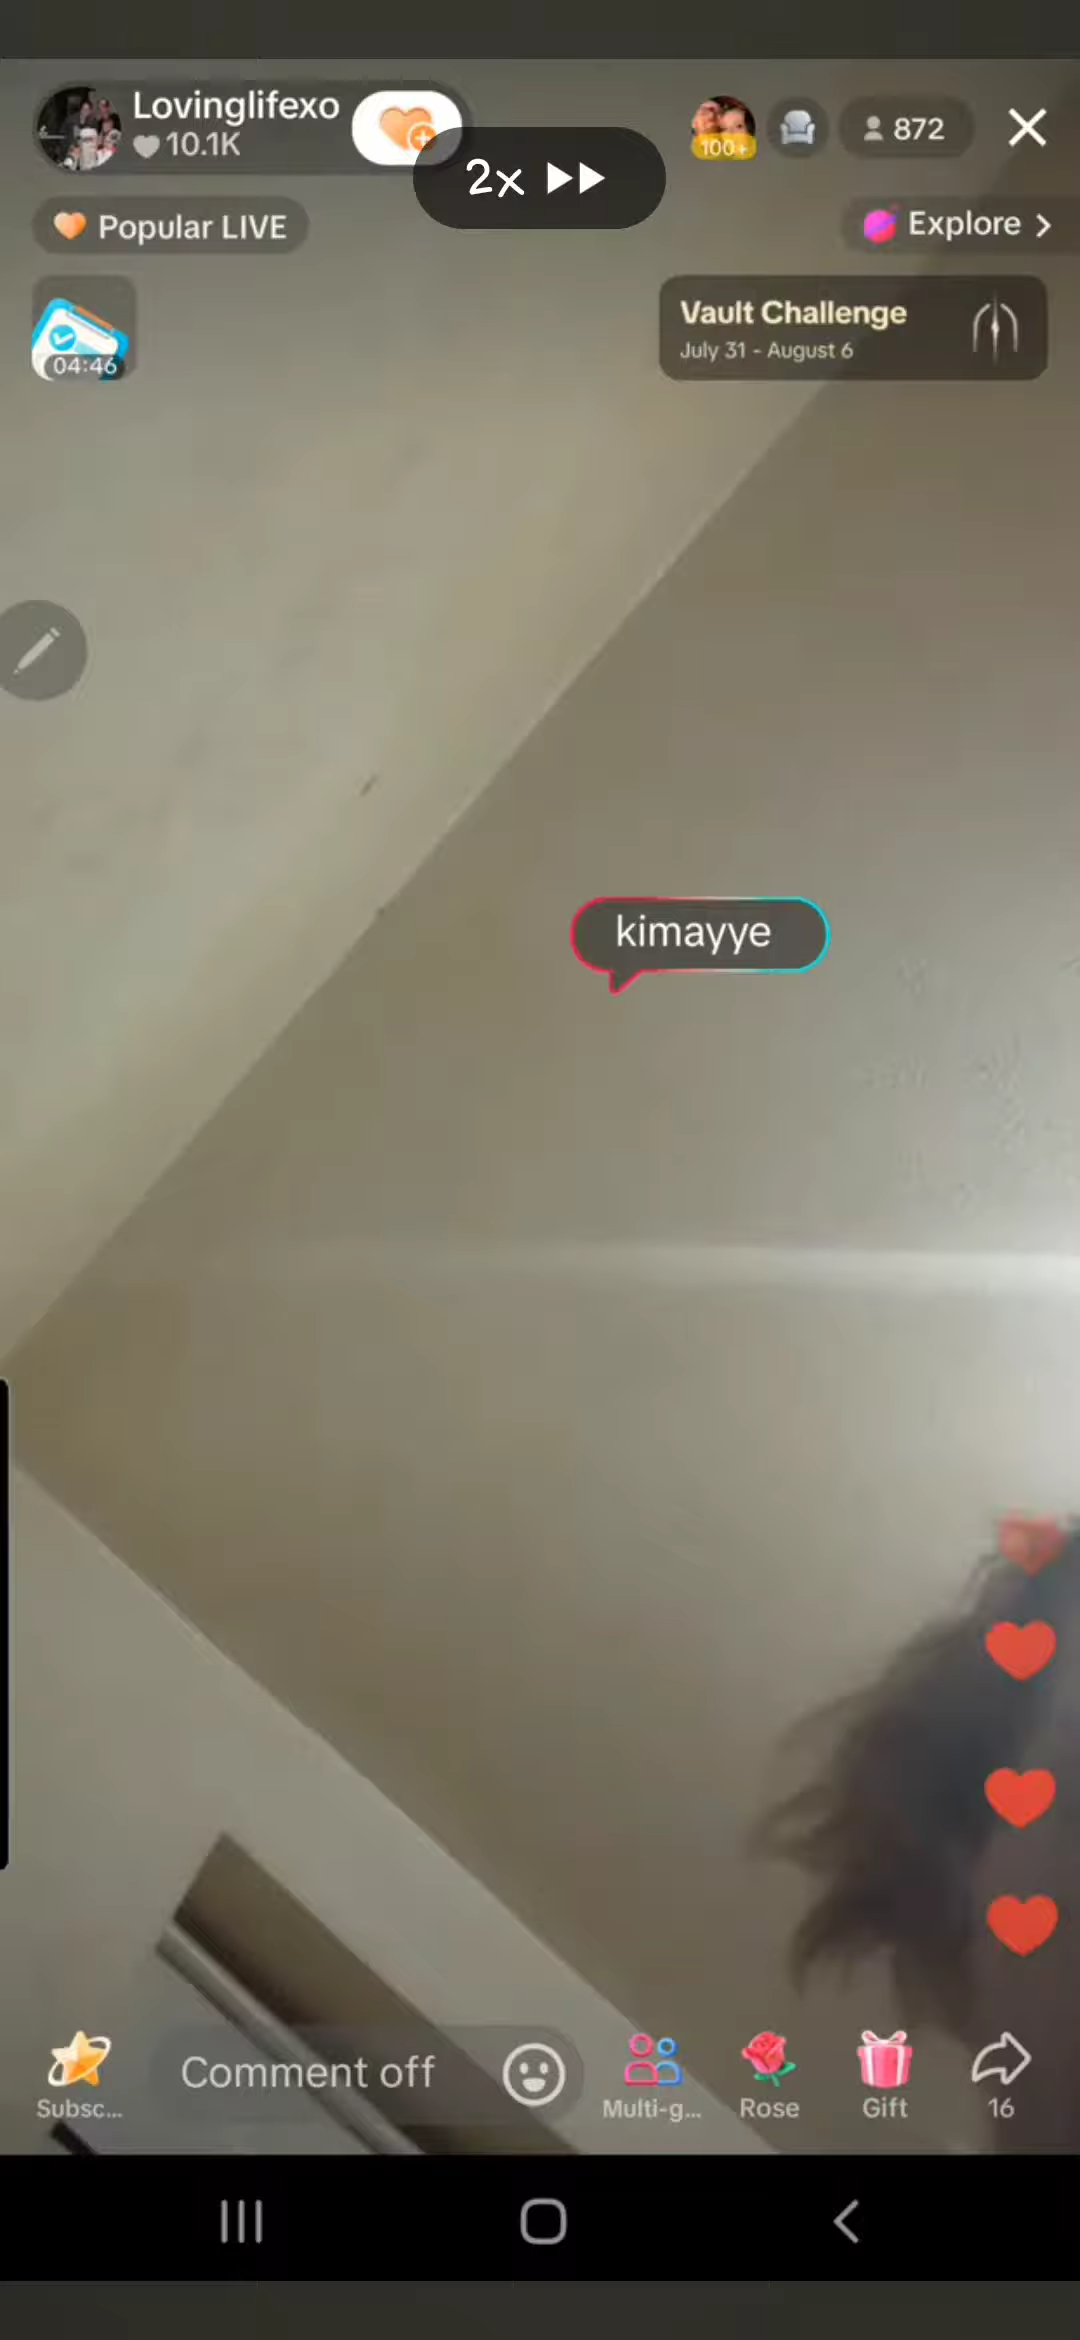 Lovinglifexo
10.1K
100+
872
2x
Popular LIVE
Explore
04:46
Vault Challenge
July 31 - August 6
kimayye
Comment off
Subsc...
Multi-g...
Rose
Gift
16